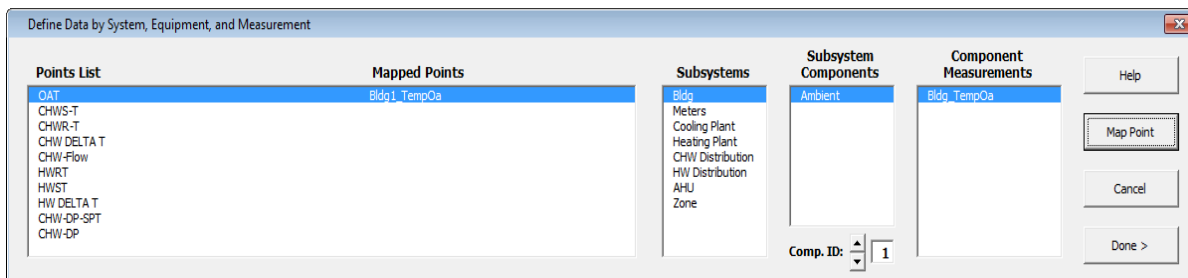 Define Data by System, Equipment, and Measurement
Points List Mapped Points Subsystems Subsystem Components Component Measurements
OAT Bldg1_TempOa Bldg Ambient Bldg_TempOa
CHWS-T Meters
CHWR-T Cooling Plant
CHW DELTA T Heating Plant
CHW-Flow CHW Distribution
HWRT HW Distribution
HWST AHU
HW DELTA T Zone
CHW-DP-SPT
CHW-DP
Comp. ID: 1
Help
Map Point
Cancel
Done >